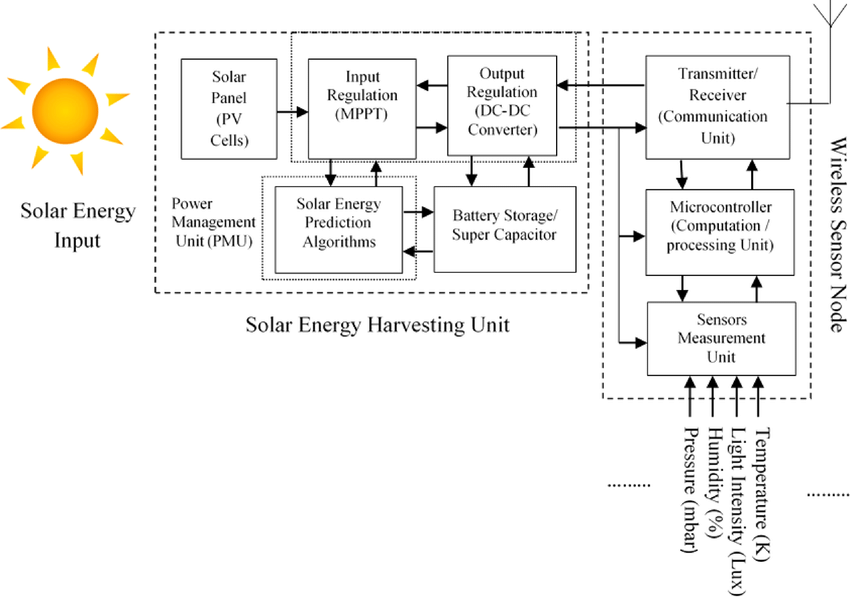 Solar Energy
Input
Solar
Panel
(PV
Cells)
Input
Regulation
(MPPT)
Output
Regulation
(DC-DC
Converter)
Power
Management
Unit (PMU)
Solar Energy
Prediction
Algorithms
Battery Storage/
Super Capacitor
Solar Energy Harvesting Unit
Transmitter/
Receiver
(Communication
Unit)
Microcontroller
(Computation /
processing Unit)
Sensors
Measurement
Unit
Wireless Sensor Node
Pressure (mbar)
Humidity (%)
Light Intensity (Lux)
Temperature (K)
.........
.........